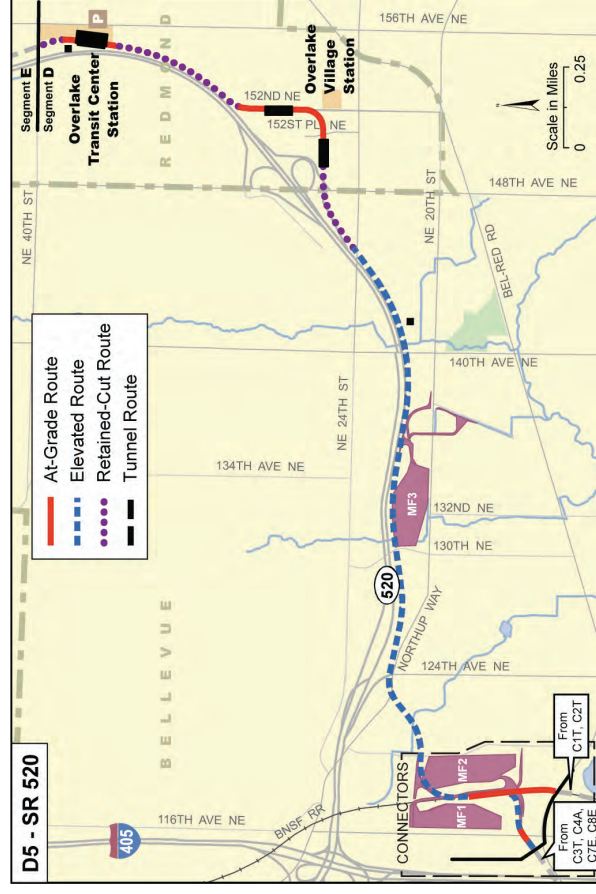 D5 - SR 520
405
116TH AVE NE
BNSF RR
BELLEVUE
At-Grade Route
Elevated Route
Retained-Cut Route
Tunnel Route
NE 40TH ST
Segment E
Segment D
P
Overlake
Transit Center
Station
REDMOND
156TH AVE NE
152ND NE
152ST PL NE
Overlake
Village
Station
148TH AVE NE
NE 20TH ST
BEL-RED RD
Scale in Miles
0
0.25
140TH AVE NE
NE 24TH ST
134TH AVE NE
MF3
132ND NE
130TH NE
520
NORTHUP WAY
124TH AVE NE
CONNECTORS
MF1
MF2
From
C1T, C2T
From
C3T, C4A,
C7E, C8E